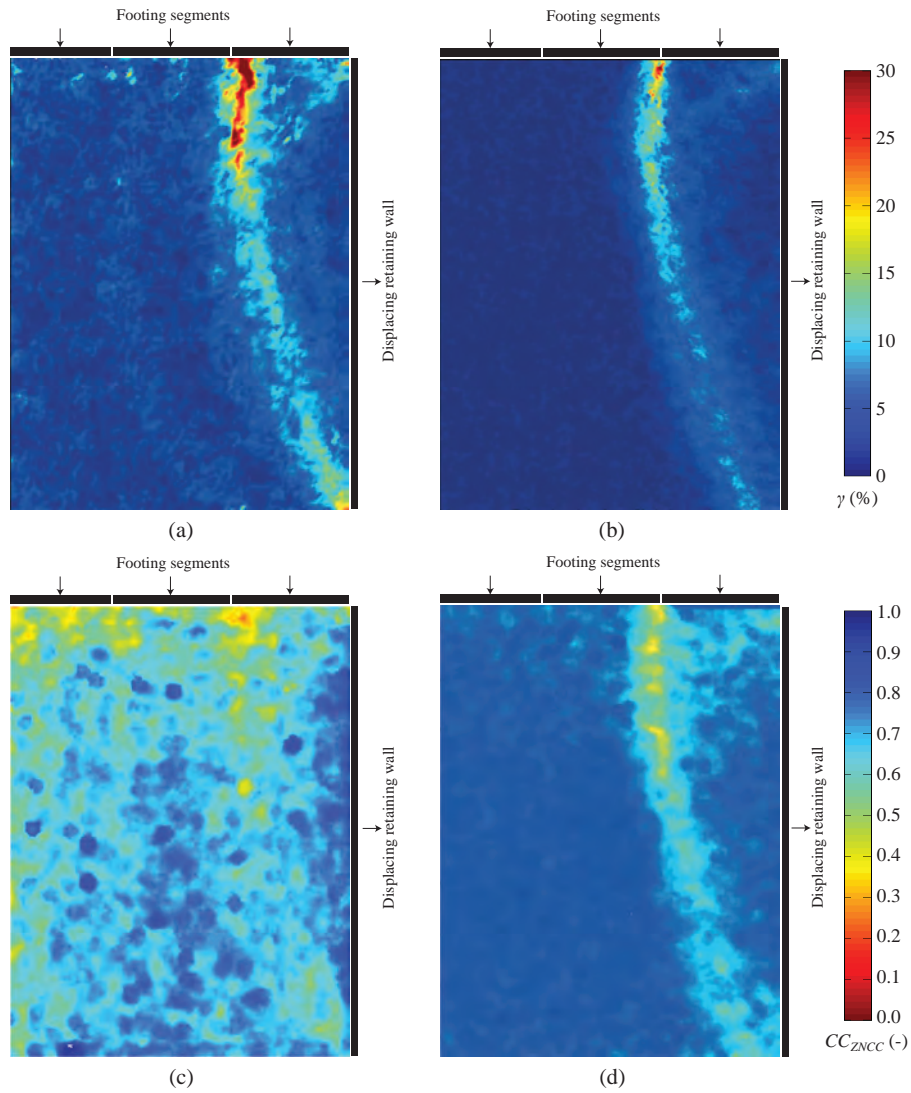 Footing segments
Footing segments
Displacing retaining wall
Displacing retaining wall
30
25
20
15
10
5
0
γ (%)
(a)
(b)
Footing segments
Footing segments
Displacing retaining wall
Displacing retaining wall
1.0
0.9
0.8
0.7
0.6
0.5
0.4
0.3
0.2
0.1
0.0
CC_ZNCC (-)
(c)
(d)